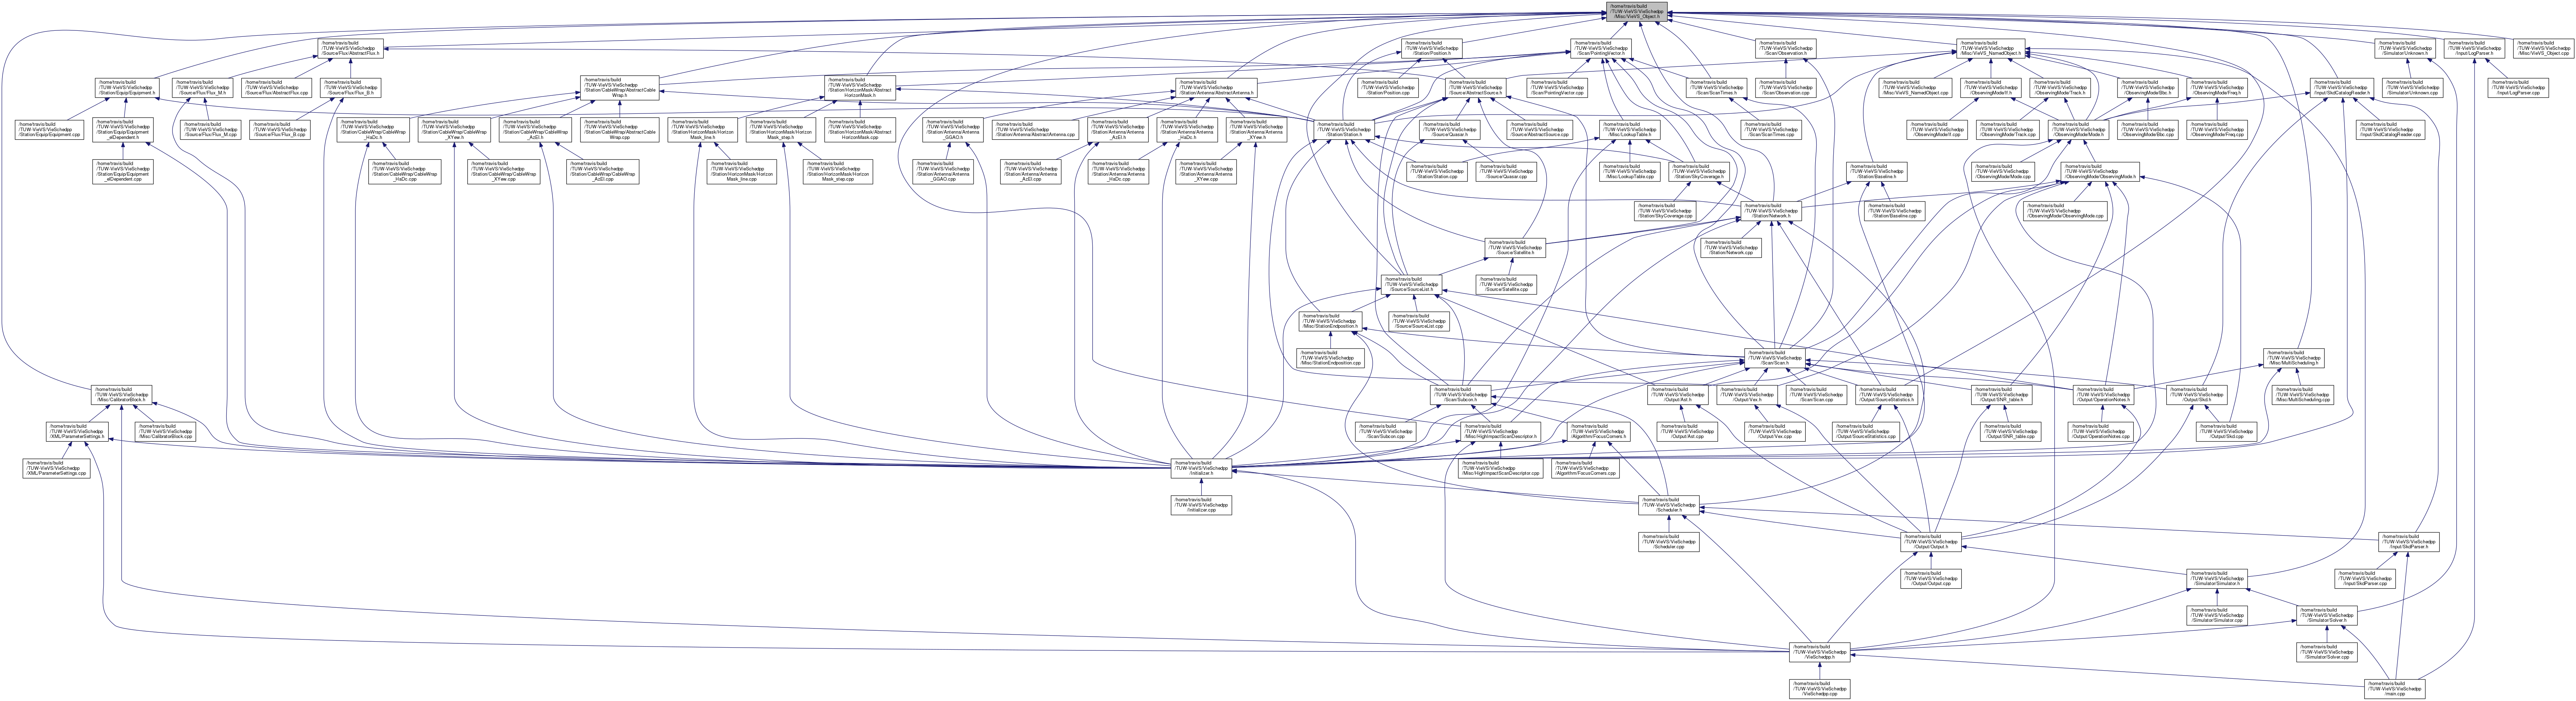 /home/travis/build
/TUW-VieVS/VieSchedpp
/Misc/VieVS_Object.h
/home/travis/build
/TUW-VieVS/VieSchedpp
/Source/Flux/AbstractFlux.h
/home/travis/build
/TUW-VieVS/VieSchedpp
/Station/Position.h
/home/travis/build
/TUW-VieVS/VieSchedpp
/Scan/PointingVector.h
/home/travis/build
/TUW-VieVS/VieSchedpp
/Scan/Observation.h
/home/travis/build
/TUW-VieVS/VieSchedpp
/Misc/VieVS_NamedObject.h
/home/travis/build
/TUW-VieVS/VieSchedpp
/Simulator/Unknown.h
/home/travis/build
/TUW-VieVS/VieSchedpp
/Input/LogParser.h
/home/travis/build
/TUW-VieVS/VieSchedpp
/Misc/VieVS_Object.cpp
/home/travis/build
/TUW-VieVS/VieSchedpp
/Station/Equip/Equipment.h
/home/travis/build
/TUW-VieVS/VieSchedpp
/Source/Flux/Flux_M.h
/home/travis/build
/TUW-VieVS/VieSchedpp
/Source/Flux/AbstractFlux.cpp
/home/travis/build
/TUW-VieVS/VieSchedpp
/Source/Flux/Flux_B.h
/home/travis/build
/TUW-VieVS/VieSchedpp
/Station/CableWrap/AbstractCable
Wrap.h
/home/travis/build
/TUW-VieVS/VieSchedpp
/Station/HorizonMask/Abstract
HorizonMask.h
/home/travis/build
/TUW-VieVS/VieSchedpp
/Station/Antenna/AbstractAntenna.h
/home/travis/build
/TUW-VieVS/VieSchedpp
/Station/Position.cpp
/home/travis/build
/TUW-VieVS/VieSchedpp
/Source/AbstractSource.h
/home/travis/build
/TUW-VieVS/VieSchedpp
/Scan/PointingVector.cpp
/home/travis/build
/TUW-VieVS/VieSchedpp
/Scan/ScanTimes.h
/home/travis/build
/TUW-VieVS/VieSchedpp
/Scan/Observation.cpp
/home/travis/build
/TUW-VieVS/VieSchedpp
/Misc/VieVS_NamedObject.cpp
/home/travis/build
/TUW-VieVS/VieSchedpp
/ObservingMode/If.h
/home/travis/build
/TUW-VieVS/VieSchedpp
/ObservingMode/Track.h
/home/travis/build
/TUW-VieVS/VieSchedpp
/ObservingMode/Bbc.h
/home/travis/build
/TUW-VieVS/VieSchedpp
/ObservingMode/Freq.h
/home/travis/build
/TUW-VieVS/VieSchedpp
/Input/SkdCatalogReader.h
/home/travis/build
/TUW-VieVS/VieSchedpp
/Simulator/Unknown.cpp
/home/travis/build
/TUW-VieVS/VieSchedpp
/Input/LogParser.cpp
/home/travis/build
/TUW-VieVS/VieSchedpp
/Station/Equip/Equipment.cpp
/home/travis/build
/TUW-VieVS/VieSchedpp
/Station/Equip/Equipment
_elDependent.h
/home/travis/build
/TUW-VieVS/VieSchedpp
/Source/Flux/Flux_M.cpp
/home/travis/build
/TUW-VieVS/VieSchedpp
/Source/Flux/Flux_B.cpp
/home/travis/build
/TUW-VieVS/VieSchedpp
/Station/CableWrap/CableWrap
_HaDc.h
/home/travis/build
/TUW-VieVS/VieSchedpp
/Station/CableWrap/CableWrap
_XYew.h
/home/travis/build
/TUW-VieVS/VieSchedpp
/Station/CableWrap/CableWrap
_AzEl.h
/home/travis/build
/TUW-VieVS/VieSchedpp
/Station/CableWrap/AbstractCable
Wrap.cpp
/home/travis/build
/TUW-VieVS/VieSchedpp
/Station/HorizonMask/Horizon
Mask_line.h
/home/travis/build
/TUW-VieVS/VieSchedpp
/Station/HorizonMask/Horizon
Mask_step.h
/home/travis/build
/TUW-VieVS/VieSchedpp
/Station/HorizonMask/Abstract
HorizonMask.cpp
/home/travis/build
/TUW-VieVS/VieSchedpp
/Station/Antenna/Antenna
_GGAO.h
/home/travis/build
/TUW-VieVS/VieSchedpp
/Station/Antenna/AbstractAntenna.cpp
/home/travis/build
/TUW-VieVS/VieSchedpp
/Station/Antenna/Antenna
_AzEl.h
/home/travis/build
/TUW-VieVS/VieSchedpp
/Station/Antenna/Antenna
_HaDc.h
/home/travis/build
/TUW-VieVS/VieSchedpp
/Station/Antenna/Antenna
_XYew.h
/home/travis/build
/TUW-VieVS/VieSchedpp
/Station/Station.h
/home/travis/build
/TUW-VieVS/VieSchedpp
/Source/Quasar.h
/home/travis/build
/TUW-VieVS/VieSchedpp
/Source/AbstractSource.cpp
/home/travis/build
/TUW-VieVS/VieSchedpp
/Misc/LookupTable.h
/home/travis/build
/TUW-VieVS/VieSchedpp
/Scan/ScanTimes.cpp
/home/travis/build
/TUW-VieVS/VieSchedpp
/ObservingMode/If.cpp
/home/travis/build
/TUW-VieVS/VieSchedpp
/ObservingMode/Track.cpp
/home/travis/build
/TUW-VieVS/VieSchedpp
/ObservingMode/Mode.h
/home/travis/build
/TUW-VieVS/VieSchedpp
/ObservingMode/Bbc.cpp
/home/travis/build
/TUW-VieVS/VieSchedpp
/ObservingMode/Freq.cpp
/home/travis/build
/TUW-VieVS/VieSchedpp
/Input/SkdCatalogReader.cpp
/home/travis/build
/TUW-VieVS/VieSchedpp
/Station/Equip/Equipment
_elDependent.cpp
/home/travis/build
/TUW-VieVS/VieSchedpp
/Station/CableWrap/CableWrap
_HaDc.cpp
/home/travis/build
/TUW-VieVS/VieSchedpp
/Station/CableWrap/CableWrap
_XYew.cpp
/home/travis/build
/TUW-VieVS/VieSchedpp
/Station/CableWrap/CableWrap
_AzEl.cpp
/home/travis/build
/TUW-VieVS/VieSchedpp
/Station/HorizonMask/Horizon
Mask_line.cpp
/home/travis/build
/TUW-VieVS/VieSchedpp
/Station/HorizonMask/Horizon
Mask_step.cpp
/home/travis/build
/TUW-VieVS/VieSchedpp
/Station/Antenna/Antenna
_GGAO.cpp
/home/travis/build
/TUW-VieVS/VieSchedpp
/Station/Antenna/Antenna
_AzEl.cpp
/home/travis/build
/TUW-VieVS/VieSchedpp
/Station/Antenna/Antenna
_HaDc.cpp
/home/travis/build
/TUW-VieVS/VieSchedpp
/Station/Antenna/Antenna
_XYew.cpp
/home/travis/build
/TUW-VieVS/VieSchedpp
/Station/Station.cpp
/home/travis/build
/TUW-VieVS/VieSchedpp
/Source/Quasar.cpp
/home/travis/build
/TUW-VieVS/VieSchedpp
/Misc/LookupTable.cpp
/home/travis/build
/TUW-VieVS/VieSchedpp
/Station/SkyCoverage.h
/home/travis/build
/TUW-VieVS/VieSchedpp
/Station/Baseline.h
/home/travis/build
/TUW-VieVS/VieSchedpp
/ObservingMode/Mode.cpp
/home/travis/build
/TUW-VieVS/VieSchedpp
/ObservingMode/ObservingMode.h
/home/travis/build
/TUW-VieVS/VieSchedpp
/Station/SkyCoverage.cpp
/home/travis/build
/TUW-VieVS/VieSchedpp
/Station/Network.h
/home/travis/build
/TUW-VieVS/VieSchedpp
/Station/Baseline.cpp
/home/travis/build
/TUW-VieVS/VieSchedpp
/ObservingMode/ObservingMode.cpp
/home/travis/build
/TUW-VieVS/VieSchedpp
/Source/Satellite.h
/home/travis/build
/TUW-VieVS/VieSchedpp
/Station/Network.cpp
/home/travis/build
/TUW-VieVS/VieSchedpp
/Source/SourceList.h
/home/travis/build
/TUW-VieVS/VieSchedpp
/Source/Satellite.cpp
/home/travis/build
/TUW-VieVS/VieSchedpp
/Misc/StationEndposition.h
/home/travis/build
/TUW-VieVS/VieSchedpp
/Source/SourceList.cpp
/home/travis/build
/TUW-VieVS/VieSchedpp
/Misc/StationEndposition.cpp
/home/travis/build
/TUW-VieVS/VieSchedpp
/Scan/Scan.h
/home/travis/build
/TUW-VieVS/VieSchedpp
/Misc/MultiScheduling.h
/home/travis/build
/TUW-VieVS/VieSchedpp
/Misc/CalibratorBlock.h
/home/travis/build
/TUW-VieVS/VieSchedpp
/Scan/Subcon.h
/home/travis/build
/TUW-VieVS/VieSchedpp
/Output/Ast.h
/home/travis/build
/TUW-VieVS/VieSchedpp
/Output/Vex.h
/home/travis/build
/TUW-VieVS/VieSchedpp
/Scan/Scan.cpp
/home/travis/build
/TUW-VieVS/VieSchedpp
/Output/SourceStatistics.h
/home/travis/build
/TUW-VieVS/VieSchedpp
/Output/SNR_table.h
/home/travis/build
/TUW-VieVS/VieSchedpp
/Output/OperationNotes.h
/home/travis/build
/TUW-VieVS/VieSchedpp
/Output/Skd.h
/home/travis/build
/TUW-VieVS/VieSchedpp
/Misc/MultiScheduling.cpp
/home/travis/build
/TUW-VieVS/VieSchedpp
/XML/ParameterSettings.h
/home/travis/build
/TUW-VieVS/VieSchedpp
/Misc/CalibratorBlock.cpp
/home/travis/build
/TUW-VieVS/VieSchedpp
/Scan/Subcon.cpp
/home/travis/build
/TUW-VieVS/VieSchedpp
/Misc/HighImpactScanDescriptor.h
/home/travis/build
/TUW-VieVS/VieSchedpp
/Algorithm/FocusCorners.h
/home/travis/build
/TUW-VieVS/VieSchedpp
/Output/Ast.cpp
/home/travis/build
/TUW-VieVS/VieSchedpp
/Output/Vex.cpp
/home/travis/build
/TUW-VieVS/VieSchedpp
/Output/SourceStatistics.cpp
/home/travis/build
/TUW-VieVS/VieSchedpp
/Output/SNR_table.cpp
/home/travis/build
/TUW-VieVS/VieSchedpp
/Output/OperationNotes.cpp
/home/travis/build
/TUW-VieVS/VieSchedpp
/Output/Skd.cpp
/home/travis/build
/TUW-VieVS/VieSchedpp
/XML/ParameterSettings.cpp
/home/travis/build
/TUW-VieVS/VieSchedpp
/Initializer.h
/home/travis/build
/TUW-VieVS/VieSchedpp
/Misc/HighImpactScanDescriptor.cpp
/home/travis/build
/TUW-VieVS/VieSchedpp
/Algorithm/FocusCorners.cpp
/home/travis/build
/TUW-VieVS/VieSchedpp
/Initializer.cpp
/home/travis/build
/TUW-VieVS/VieSchedpp
/Scheduler.h
/home/travis/build
/TUW-VieVS/VieSchedpp
/Scheduler.cpp
/home/travis/build
/TUW-VieVS/VieSchedpp
/Output/Output.h
/home/travis/build
/TUW-VieVS/VieSchedpp
/Input/SkdParser.h
/home/travis/build
/TUW-VieVS/VieSchedpp
/Output/Output.cpp
/home/travis/build
/TUW-VieVS/VieSchedpp
/Simulator/Simulator.h
/home/travis/build
/TUW-VieVS/VieSchedpp
/Input/SkdParser.cpp
/home/travis/build
/TUW-VieVS/VieSchedpp
/Simulator/Simulator.cpp
/home/travis/build
/TUW-VieVS/VieSchedpp
/Simulator/Solver.h
/home/travis/build
/TUW-VieVS/VieSchedpp
/VieSchedpp.h
/home/travis/build
/TUW-VieVS/VieSchedpp
/Simulator/Solver.cpp
/home/travis/build
/TUW-VieVS/VieSchedpp
/VieSchedpp.cpp
/home/travis/build
/TUW-VieVS/VieSchedpp
/main.cpp